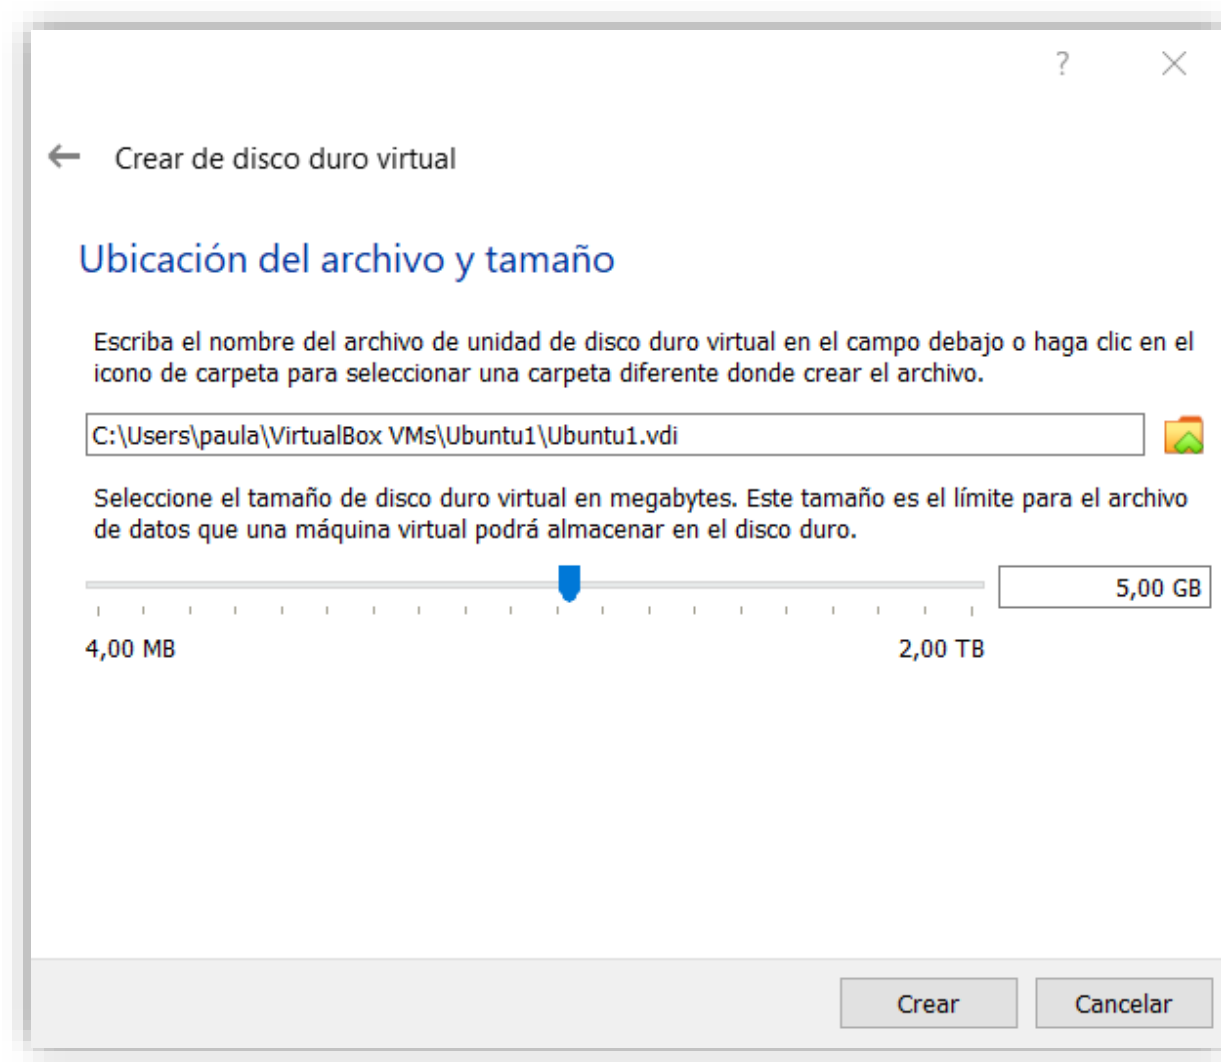 ?
Crear de disco duro virtual
Ubicación del archivo y tamaño
Escriba el nombre del archivo de unidad de disco duro virtual en el campo debajo o haga clic en el
icono de carpeta para seleccionar una carpeta diferente donde crear el archivo.
C:\Users\paula\VirtualBox VMs\Ubuntu1\Ubuntu1.vdi
Seleccione el tamaño de disco duro virtual en megabytes. Este tamaño es el límite para el archivo
de datos que una máquina virtual podrá almacenar en el disco duro.
5,00 GB
4,00 MB 2,00 TB
Crear Cancelar